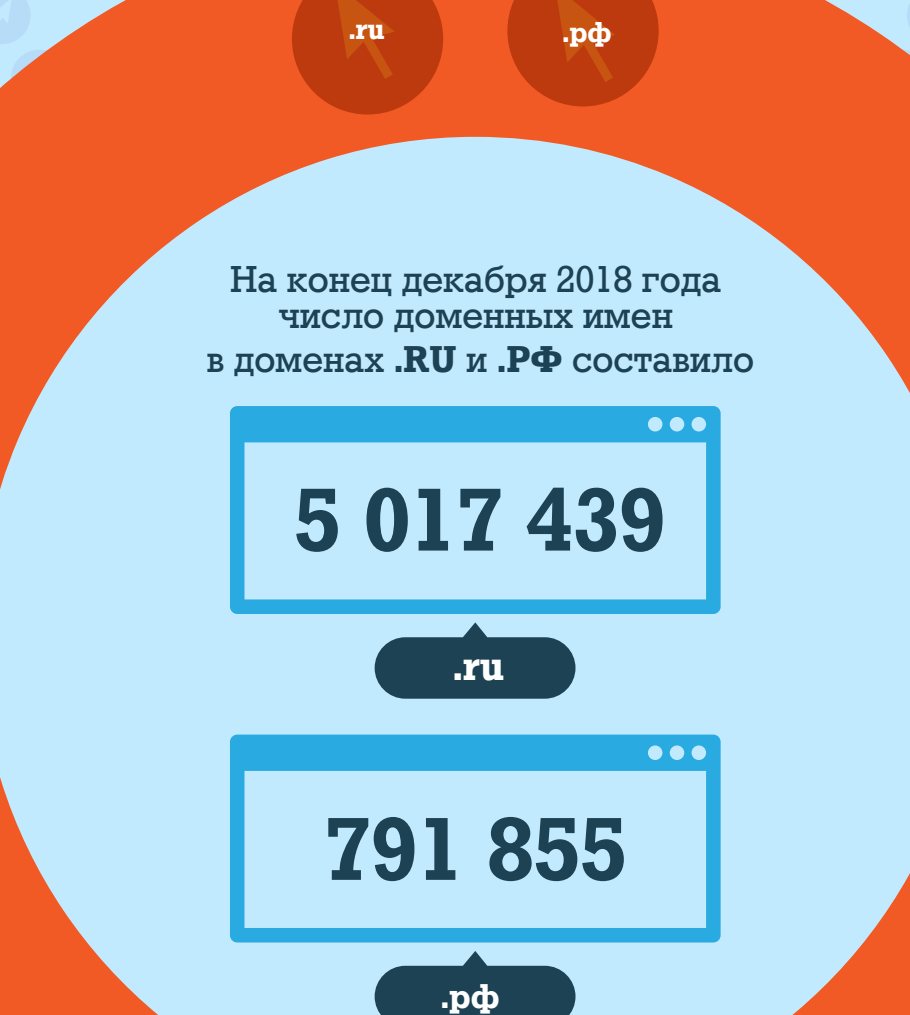 .ru
.рф
На конец декабря 2018 года
число доменных имен
в доменах .RU и .РФ составило
5 017 439
.ru
791 855
.рф